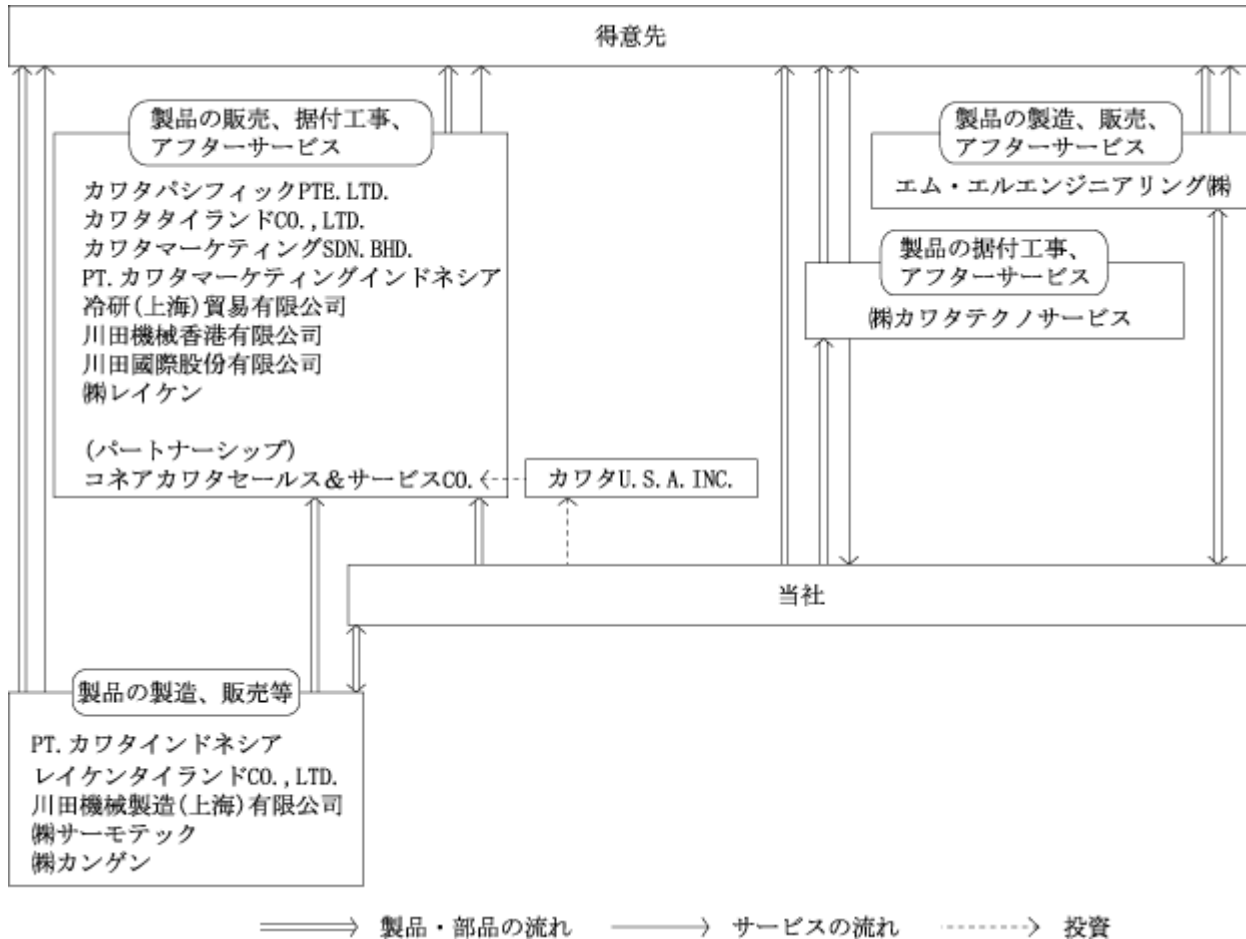 得意先
製品の販売、据付工事、
アフターサービス
カワタパシフィックPTE.LTD.
カワタタイランドCO.,LTD.
カワタマーケティングSDN.BHD.
PT.カワタマーケティングインドネシア
冷研(上海)貿易有限公司
川田機械香港有限公司
川田國際股份有限公司
㈱レイケン
(パートナーシップ)
コネアカワタセールス＆サービスCO.
カワタU.S.A.INC.
製品の製造、販売、
アフターサービス
エム・エルエンジニアリング㈱
製品の据付工事、
アフターサービス
㈱カワタテクノサービス
当社
製品の製造、販売等
PT.カワタインドネシア
レイケンタイランドCO.,LTD.
川田機械製造(上海)有限公司
㈱サーモテック
㈱カンゲン
製品・部品の流れ
サービスの流れ
投資